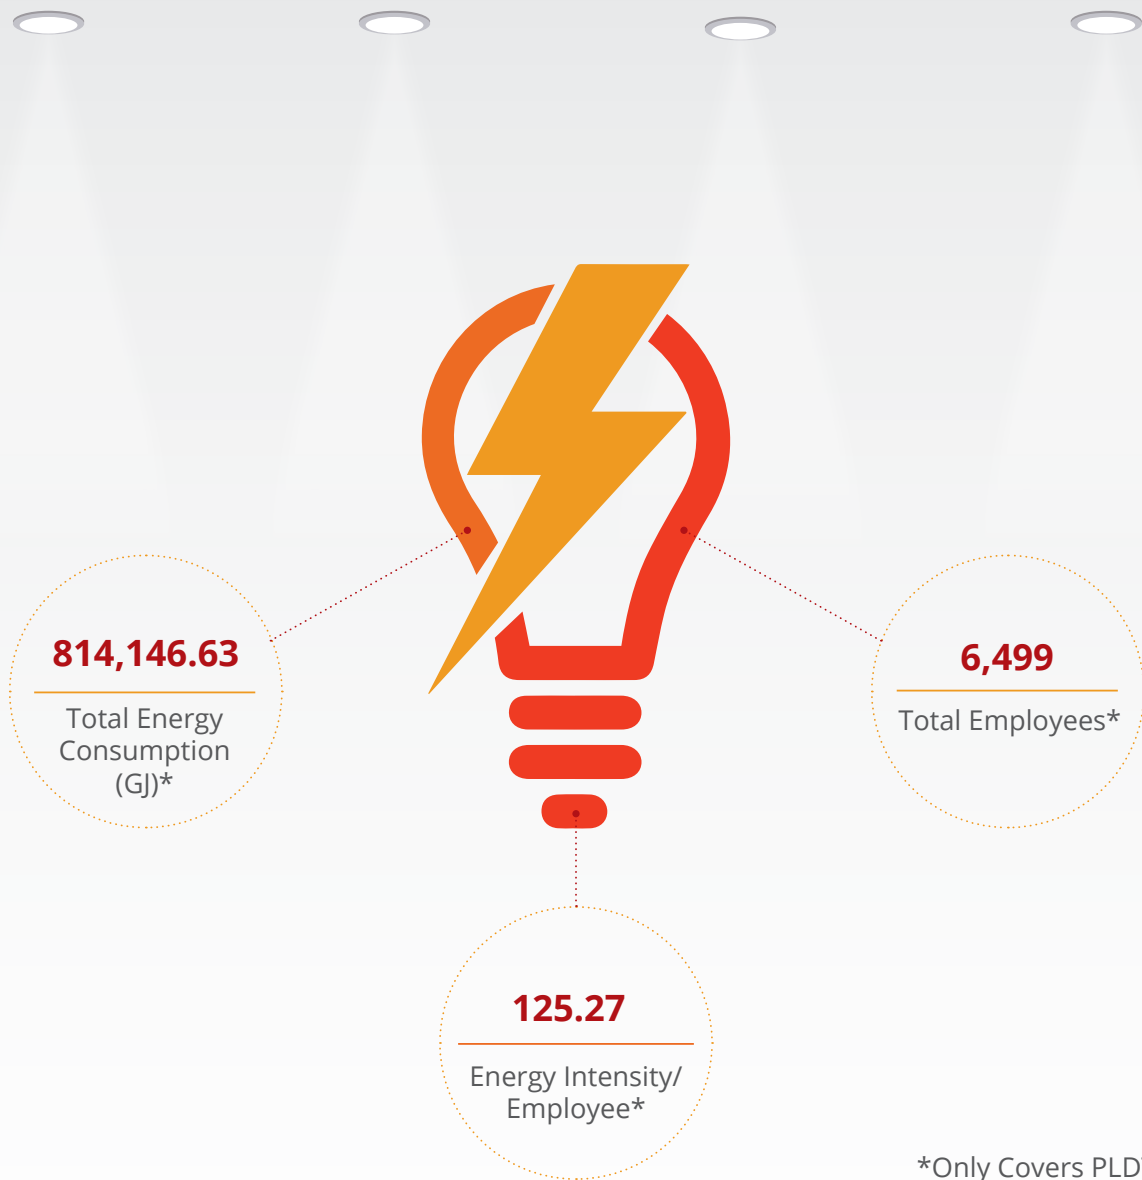 814,146.63
Total Energy
Consumption
(GJ)*
6,499
Total Employees*
125.27
Energy Intensity/
Employee*
*Only Covers